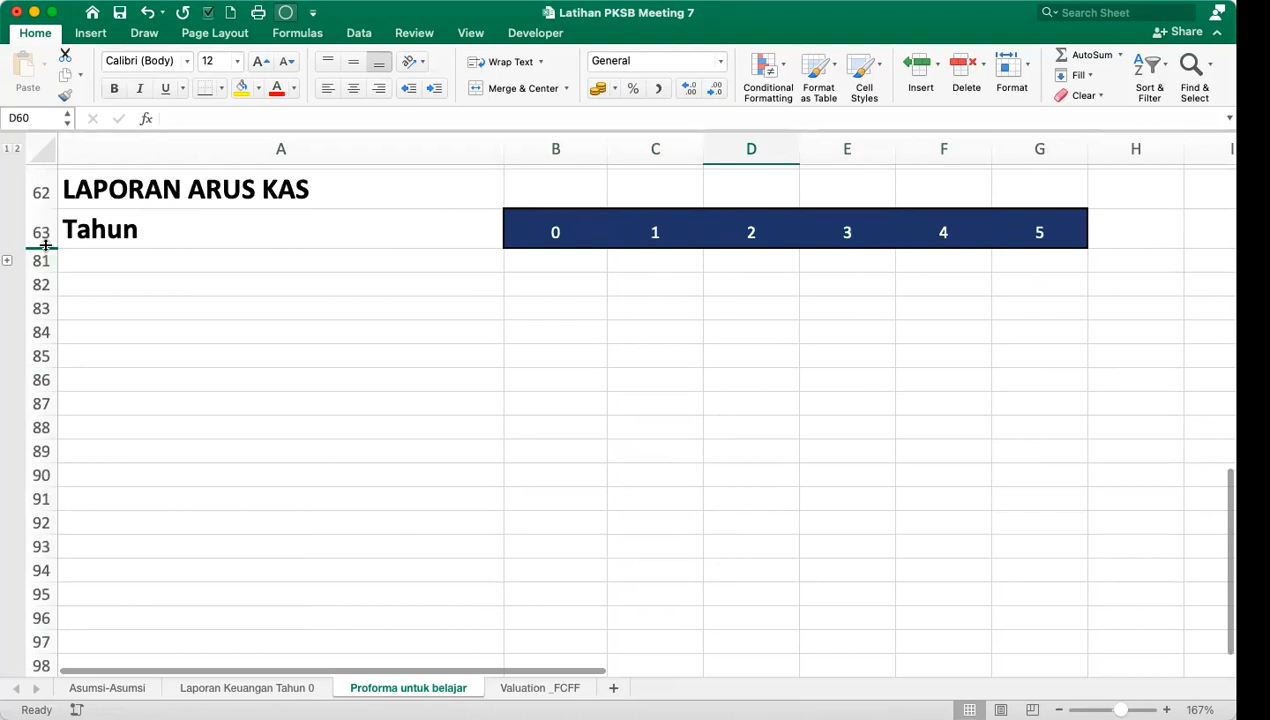 Latihan PKSB Meeting 7
Search Sheet
Home Insert Draw Page Layout Formulas Data Review View Developer
Share
Paste
Calibri (Body) 12
Wrap Text
General
Merge & Center
Conditional Formatting
Format as Table
Cell Styles
Insert
Delete
Format
AutoSum
Fill
Clear
Sort & Filter
Find & Select
D60 fx
1 2 A B C D E F G H I
62 LAPORAN ARUS KAS
63 Tahun 0 1 2 3 4 5
81
82
83
84
85
86
87
88
89
90
91
92
93
94
95
96
97
98
Asumsi-Asumsi Laporan Keuangan Tahun 0 Proforma untuk belajar Valuation _FCFF
Ready 167%